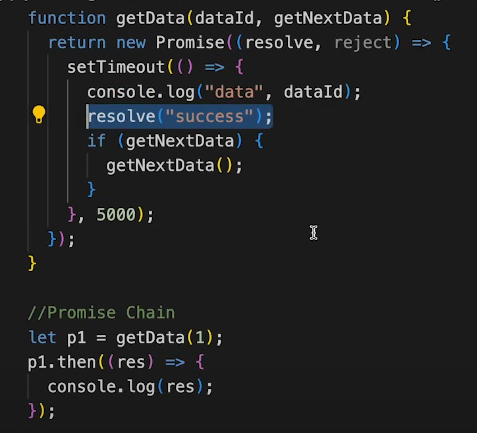 function getData(dataId, getNextData) {
  return new Promise((resolve, reject) => {
    setTimeout(() => {
      console.log("data", dataId);
      resolve("success");
      if (getNextData) {
        getNextData();
      }
    }, 5000);
  });
}

//Promise Chain
let p1 = getData(1);
p1.then((res) => {
  console.log(res);
});